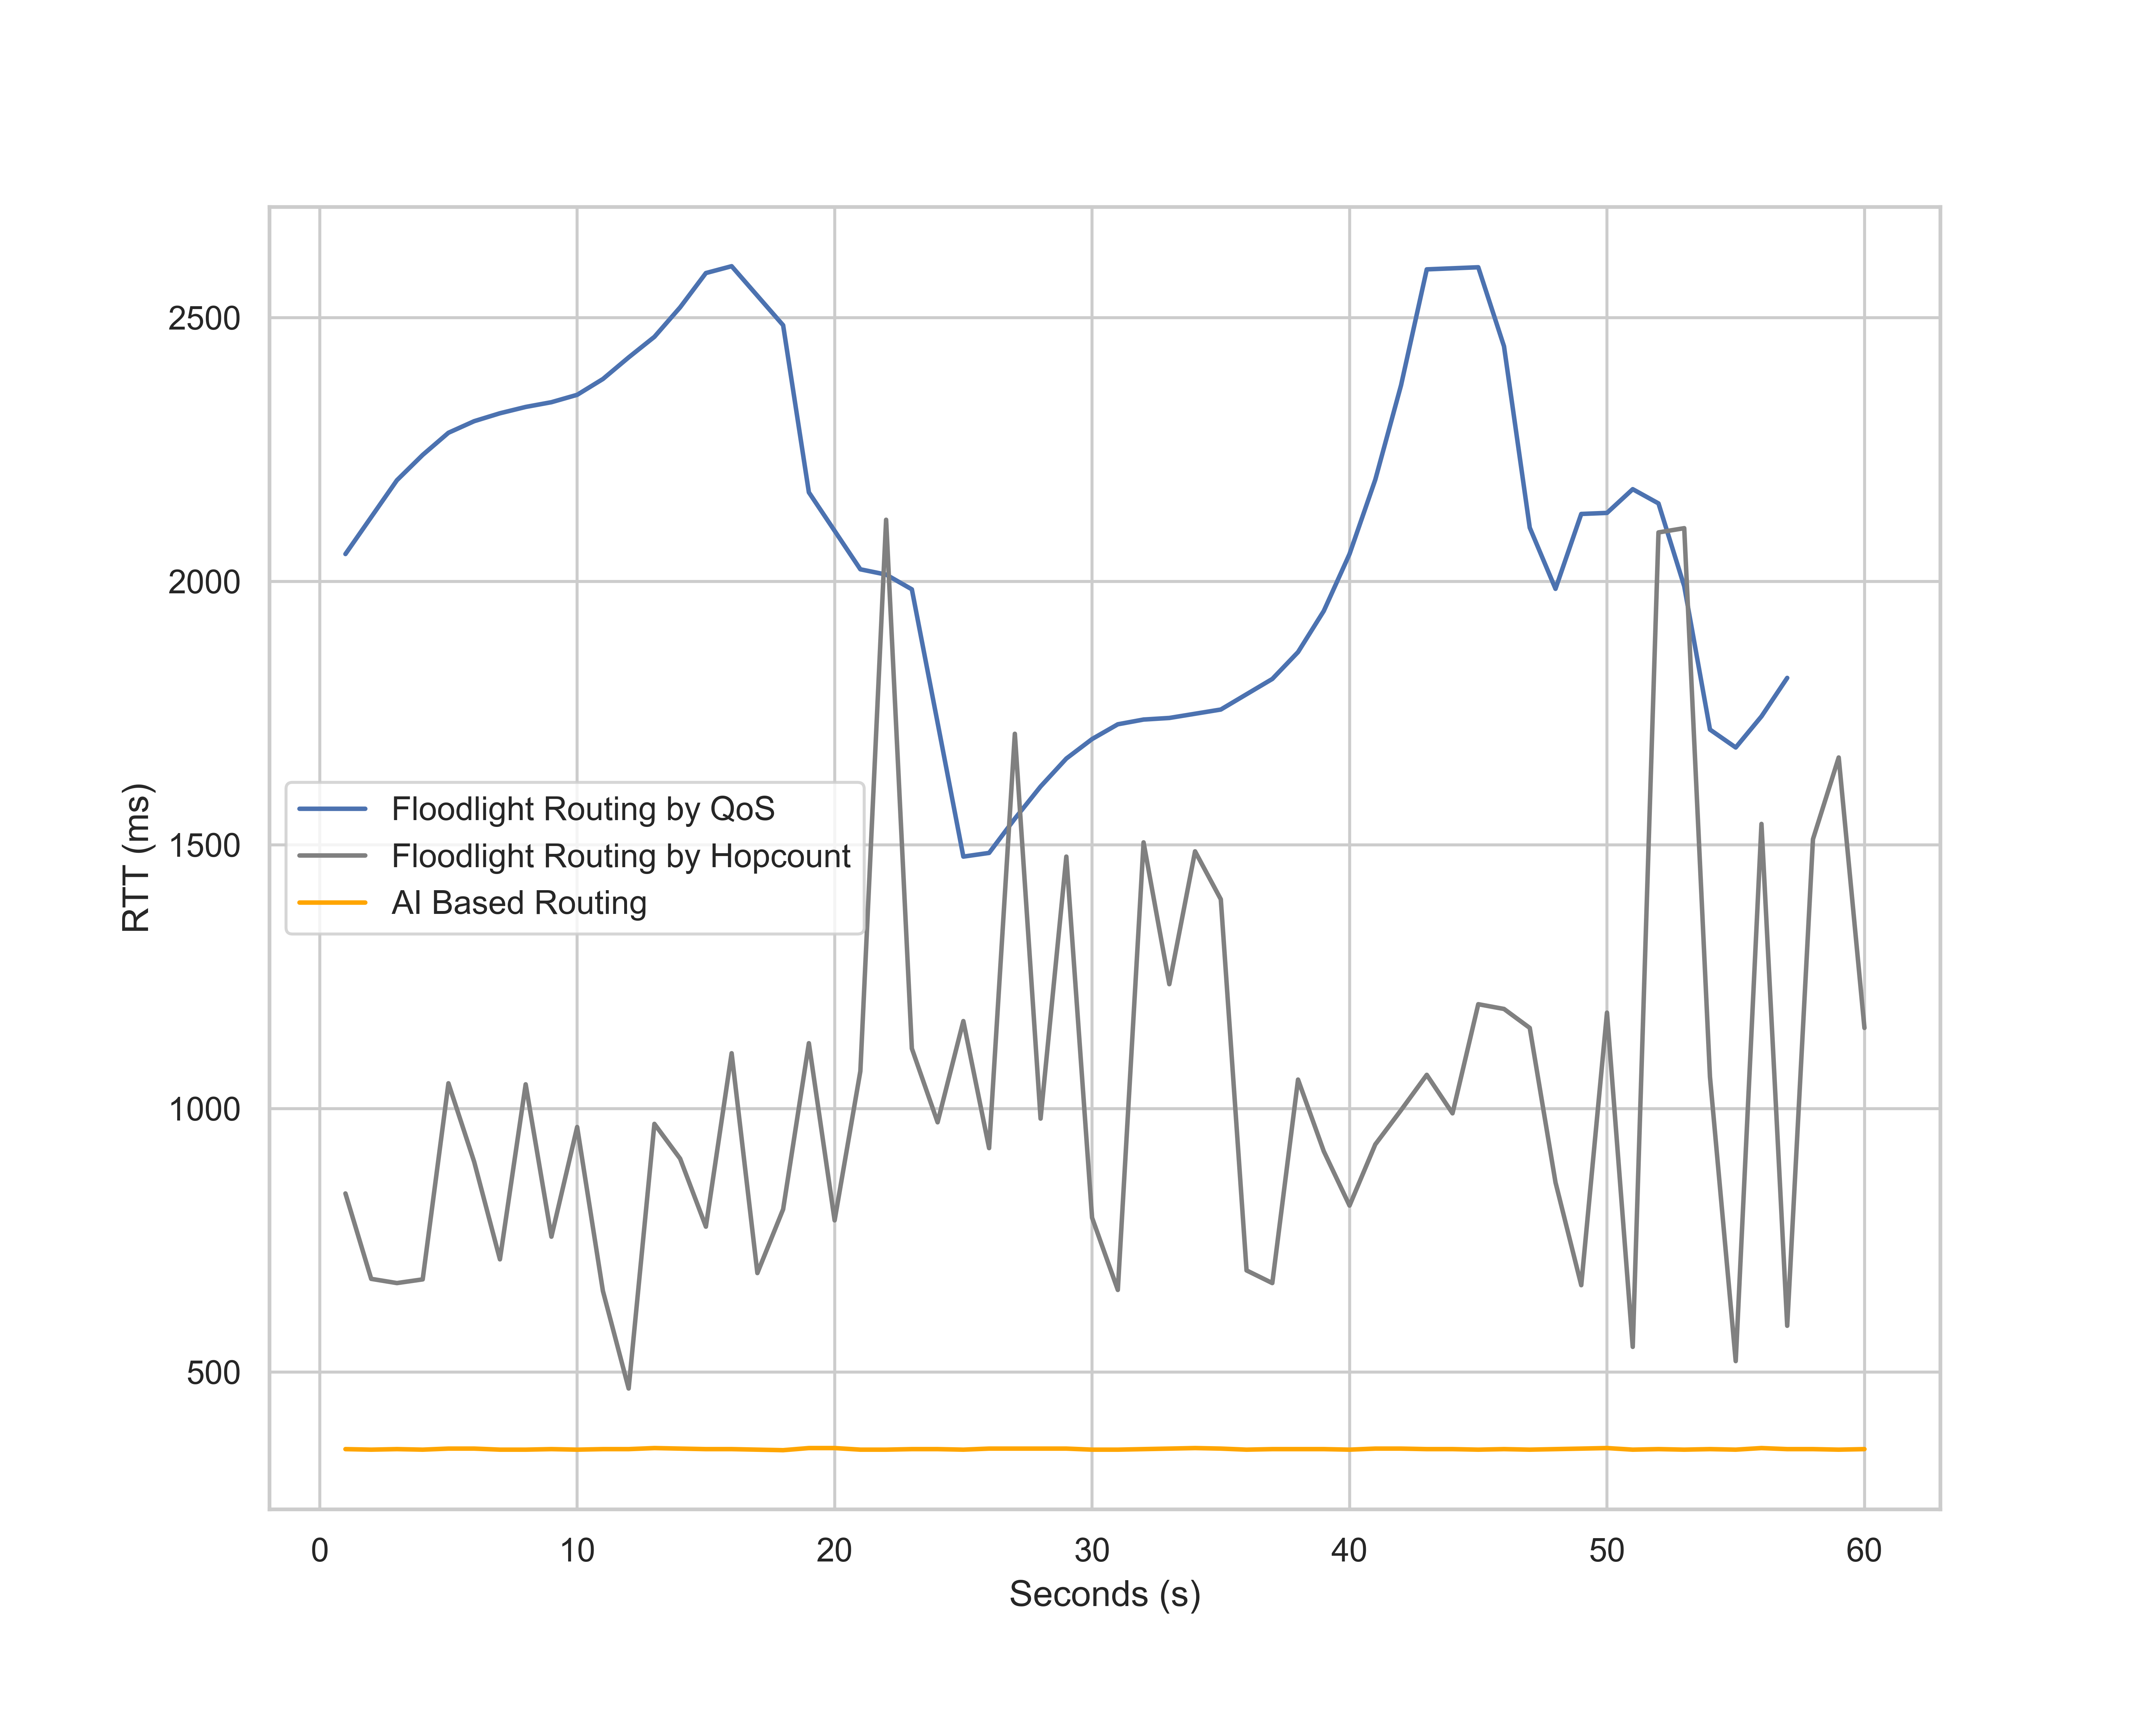 2500
2000
1500
1000
500
RTT (ms)
Floodlight Routing by QoS
Floodlight Routing by Hopcount
AI Based Routing
0 10 20 30 40 50 60
Seconds (s)